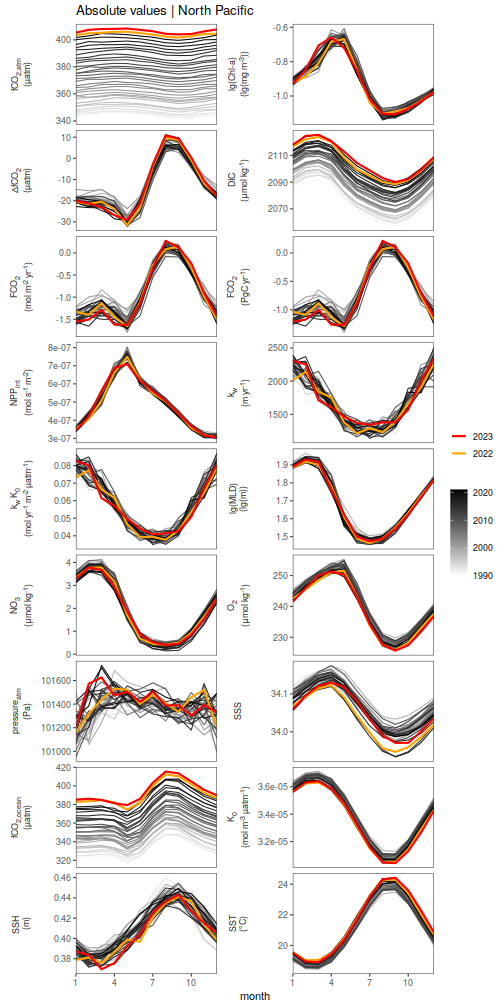 Absolute values | North Pacific
fCO2,atm
(µatm)
400
380
360
340
lg(Chl-a)
(lg(mg m-3))
-0.6
-0.8
-1.0
ΔfCO2
(µatm)
10
0
-10
-20
-30
DIC
(µmol kg-1)
2110
2090
2070
FCO2
(mol m-2 yr-1)
0.0
-0.5
-1.0
-1.5
FCO2
(PgC yr-1)
0.0
-0.5
-1.0
NPPint
(mol s-1 m-2)
8e-07
7e-07
6e-07
5e-07
4e-07
3e-07
kw
(m yr-1)
2500
2000
1500
kw K0
(mol yr-1 m-2 µatm-1)
0.08
0.07
0.06
0.05
0.04
lg(MLD)
(lg(m))
1.9
1.8
1.7
1.6
1.5
NO3
(µmol kg-1)
4
3
2
1
0
O2
(µmol kg-1)
250
240
230
pressureatm
(Pa)
101600
101400
101200
101000
SSS
34.1
34.0
fCO2,ocean
(µatm)
420
400
380
360
340
320
K0
(mol m-3 µatm-1)
3.6e-05
3.4e-05
3.2e-05
SSH
(m)
0.46
0.44
0.42
0.40
0.38
SST
(°C)
24
22
20
1
4
7
10
1
4
7
10
month
2023
2022
2020
2010
2000
1990